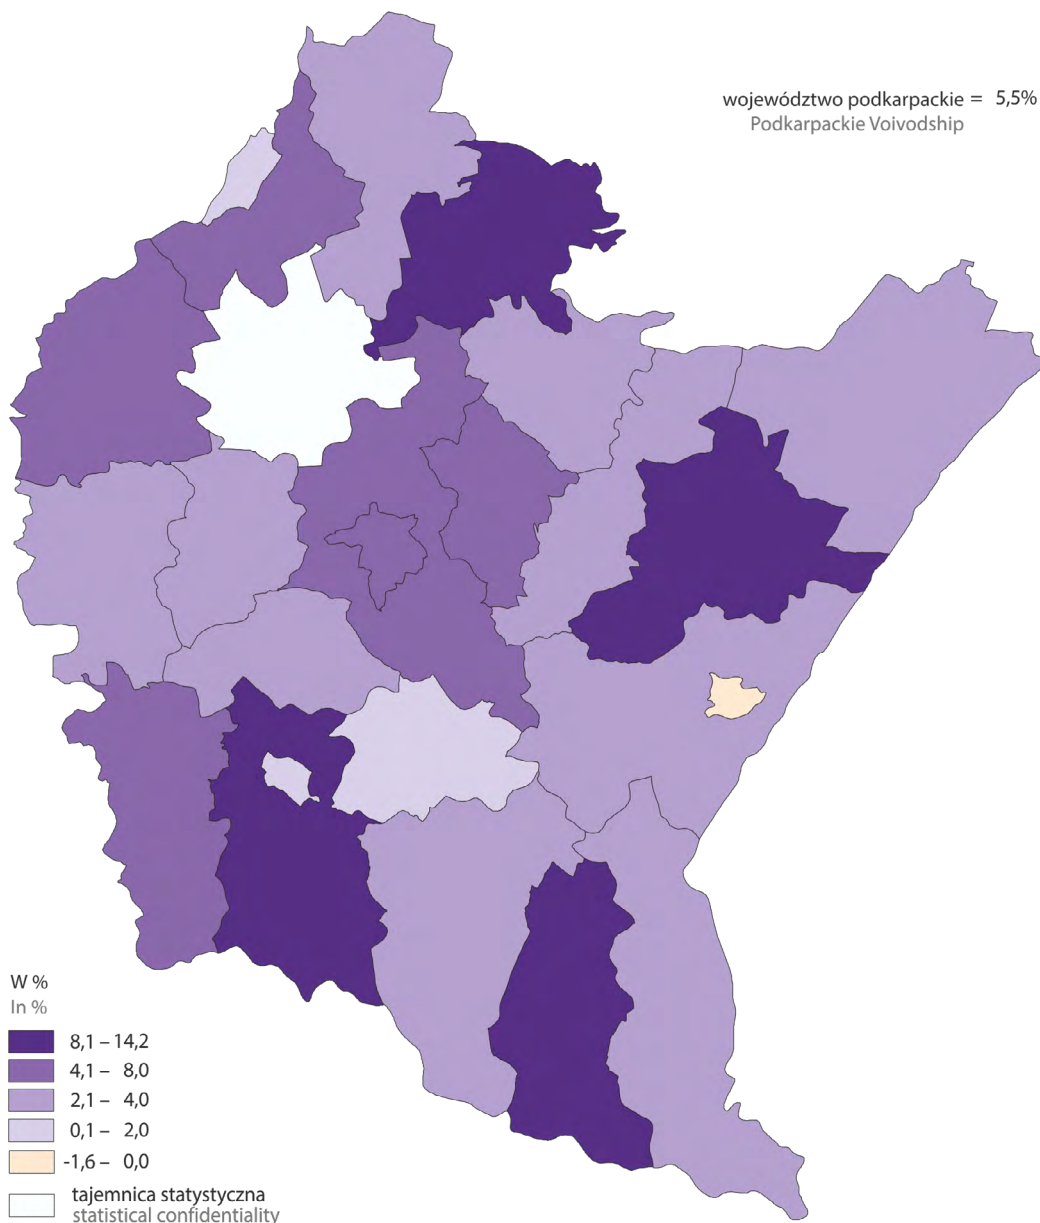 województwo podkarpackie = 5,5%
Podkarpackie Voivodship
W %
In %
8,1 – 14,2
4,1 – 8,0
2,1 – 4,0
0,1 – 2,0
-1,6 – 0,0
tajemnica statystyczna
statistical confidentiality